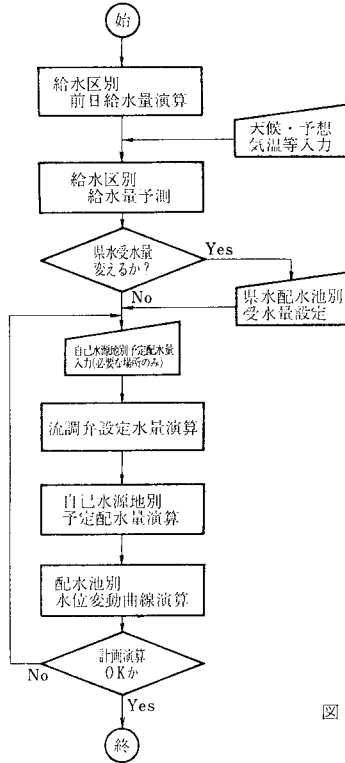 始
給水区別
前日給水量演算
天候・予想
気温等入力
給水区別
給水量予測
県水受水量
変えるか?
Yes
No
県水配水池別
受水量設定
自己水源地別予定配水量
入力(必要な場所のみ)
流調弁設定水量演算
自己水源地別
予定配水量演算
配水池別
水位変動曲線演算
計画演算
OKか
No
Yes
図
終